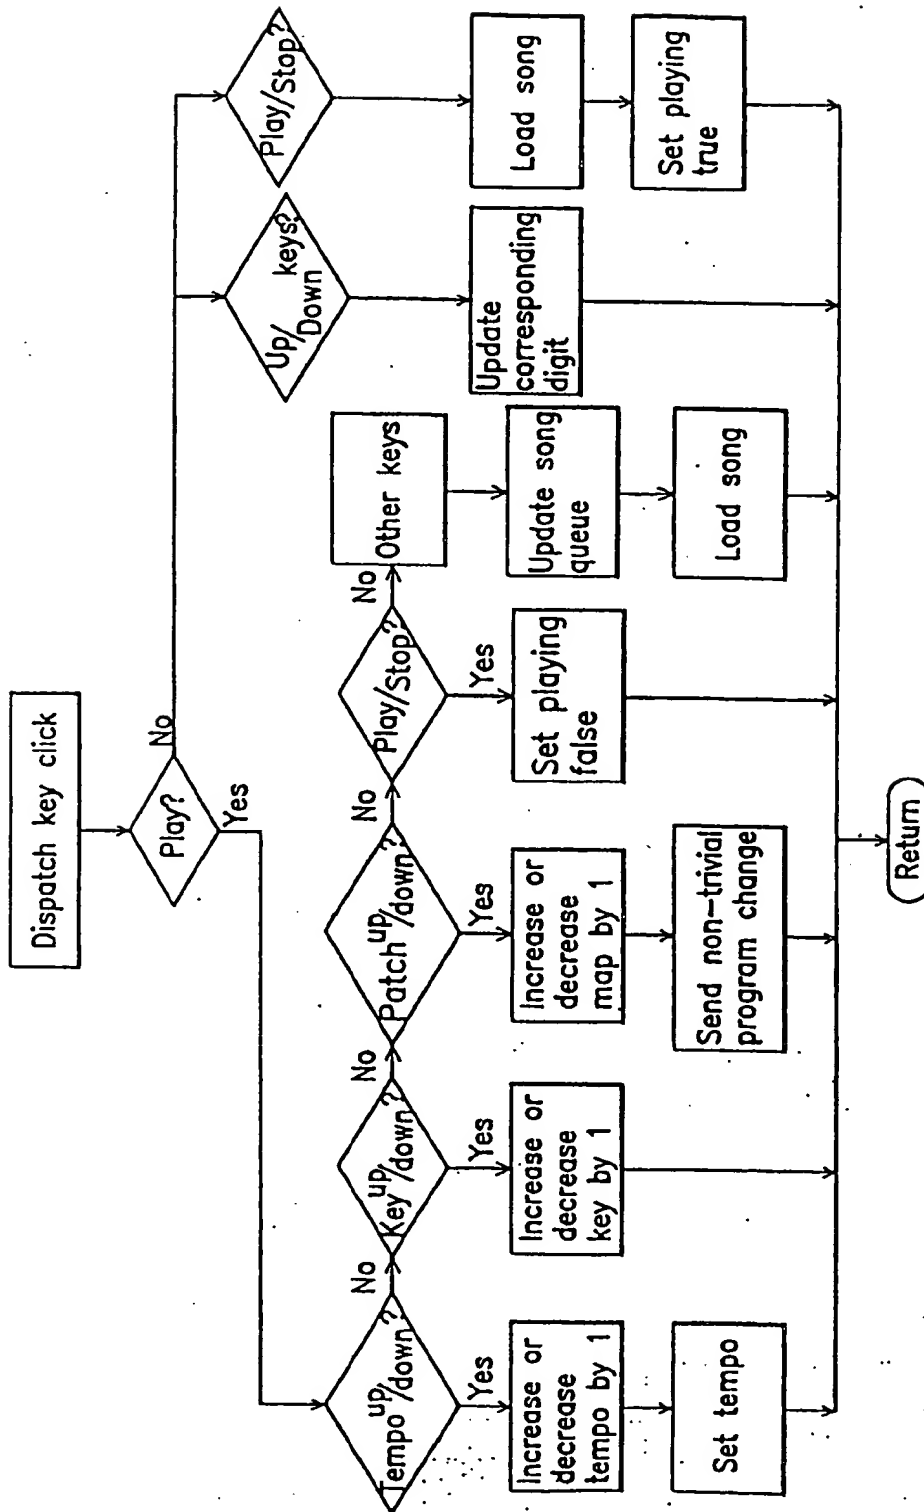 Dispatch key click
Play?
No
Yes
Tempo up/down?
No
Yes
Increase or
decrease
tempo by 1
Set tempo
Key up/down?
No
Yes
Increase or
decrease
key by 1
Patch up/down?
No
Yes
Increase or
decrease
map by 1
Send non-trivial
program change
Play/Stop?
No
Yes
Set playing
false
Other keys
Update song
queue
Load song
Up/
Down
keys?
Update
corresponding
digit
Play/Stop?
Load song
Set playing
true
Return